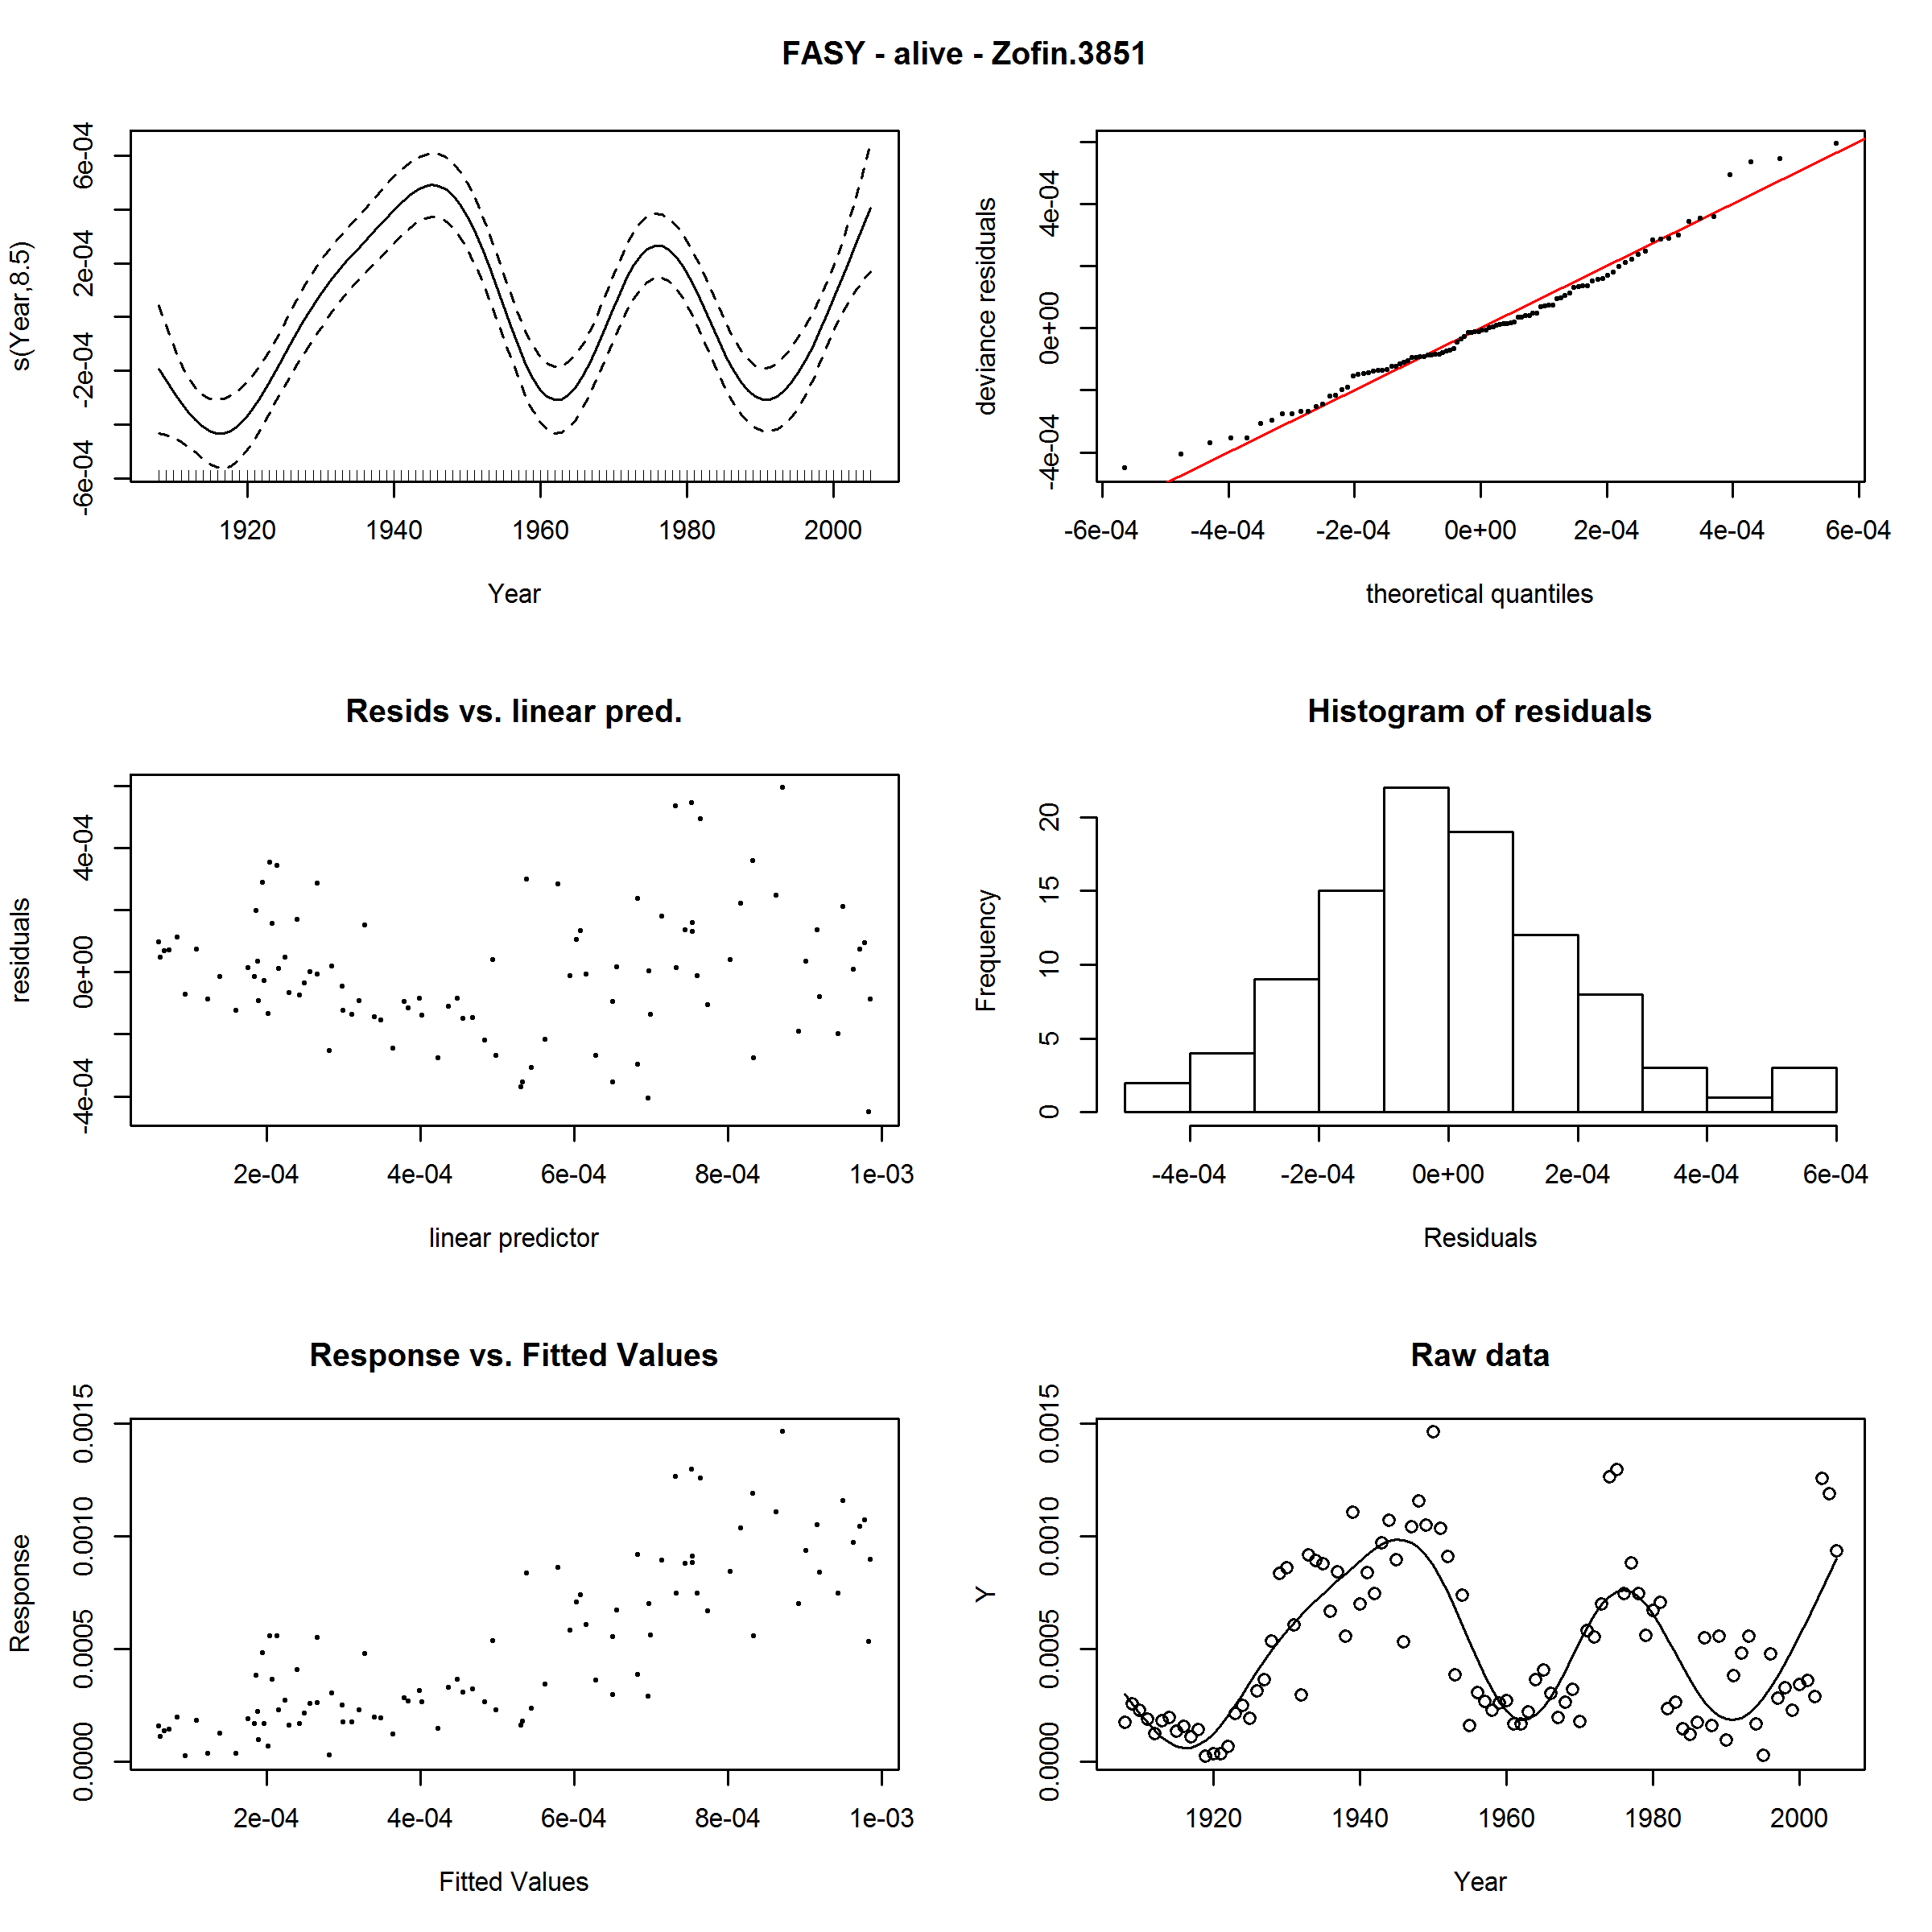 FASY - alive - Zofin.3851
s(Year,8.5)
-6e-04 -2e-04 2e-04 6e-04
1920 1940 1960 1980 2000
Year
deviance residuals
-4e-04 0e+00 4e-04
-6e-04 -4e-04 -2e-04 0e+00 2e-04 4e-04 6e-04
theoretical quantiles
Resids vs. linear pred.
residuals
-4e-04 0e+00 4e-04
2e-04 4e-04 6e-04 8e-04 1e-03
linear predictor
Histogram of residuals
Frequency
0 5 10 15 20
-4e-04 -2e-04 0e+00 2e-04 4e-04 6e-04
Residuals
Response vs. Fitted Values
Response
0.0000 0.0005 0.0010 0.0015
2e-04 4e-04 6e-04 8e-04 1e-03
Fitted Values
Raw data
Y
0.0000 0.0005 0.0010 0.0015
1920 1940 1960 1980 2000
Year